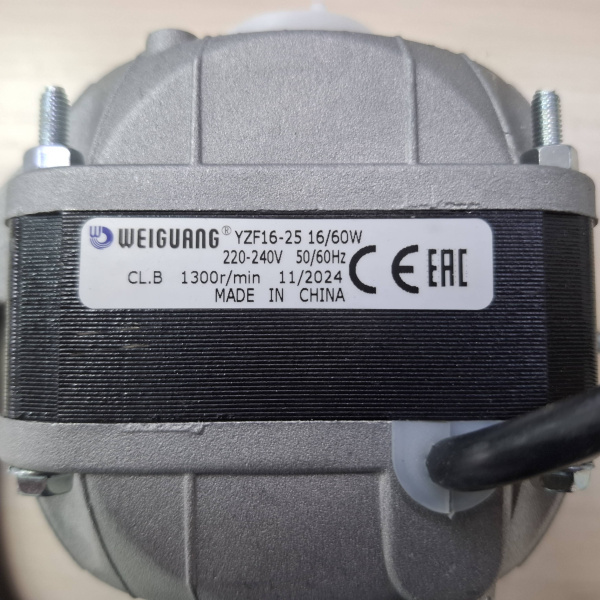 WEIGUANG® YZF16-25 16/60W
220-240V 50/60Hz
CL.B 1300r/min 11/2024
MADE IN CHINA
CE EAC